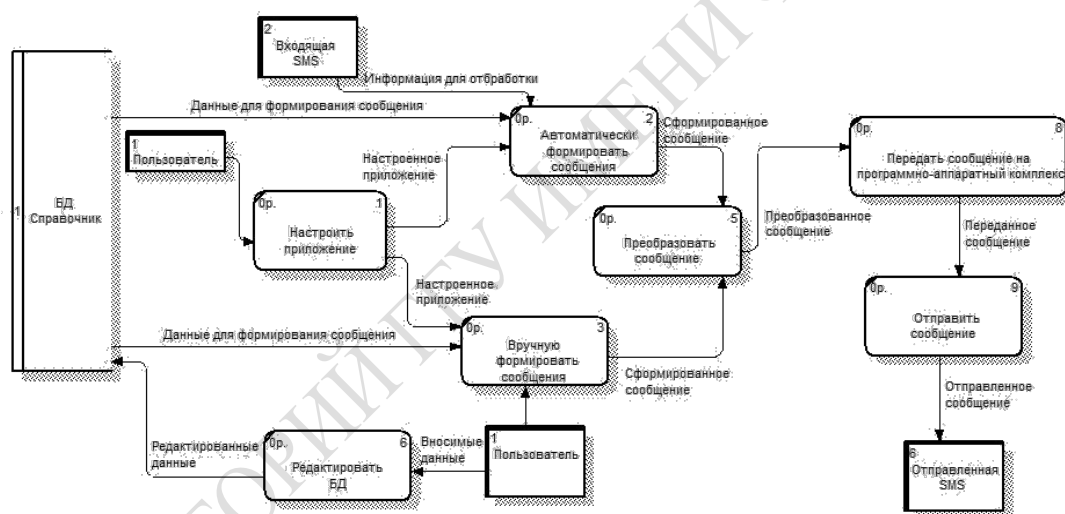 2
Входящая
SMS
Информация для отбработки
Данные для формирования сообщения
0р.
2
Автоматически
формировать
сообщения
Сформированное
сообщение
0р.
8
Передать сообщение на
программно-аппаратный комплекс
1
Пользователь
Настроенное
приложение
1
БД
Справочник
0р.
1
Настроить
приложение
0р.
5
Преобразовать
сообщение
Преобразованное
сообщение
Переданное
сообщение
Настроенное
приложение
0р.
9
Отправить
сообщение
Данные для формирования сообщения
0р.
3
Вручную
формировать
сообщения
Сформированное
сообщение
Отправленное
сообщение
Редактированные
данные
0р.
6
Редактировать
БД
Вносимые
данные
1
Пользователь
6
Отправленная
SMS
ТОРИЙ ГГУ ИМЕНИ